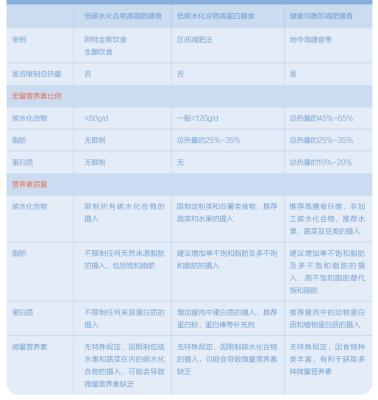 低碳水化合物高脂肪膳食 低碳水化合物高蛋白膳食 健康均衡的减肥膳食
举例 阿特金斯饮食 区间减肥法 地中海膳食等
生酮饮食
是否限制总热量 否 否 是
宏量营养素比例
碳水化合物 <60g/d 一般<120g/d 总热量的45%-65%
脂肪 无限制 总热量的25%-35% 总热量的25%-35%
蛋白质 无限制 无 总热量的10%-20%
营养素质量
碳水化合物 限制所有碳水化合物的 限制淀粉类和谷薯类食物，推荐 推荐高膳食纤维、非加
摄入 蔬菜和水果的摄入 工碳水化合物，推荐水
果、蔬菜及豆类的摄入
脂肪 不限制任何天然来源脂肪 建议增加单不饱和脂肪及多不饱 建议增加单不饱和脂肪
的摄入，包括饱和脂肪 和脂肪的摄入 及多不饱和脂肪的摄
入，用不饱和脂肪替代
饱和脂肪
蛋白质 不限制任何来源蛋白质的 增加瘦肉中蛋白质的摄入，推荐 推荐瘦肉中的动物蛋白
摄入 蛋白粉、蛋白棒等补充剂 质和植物蛋白质的摄入
微量营养素 无特殊规定，因限制包括 无特殊规定，因限制碳水化合物 无特殊规定，因食物种
水果和蔬菜在内的碳水化 的摄入，可能会导致微量营养素 类丰富，有利于获取多
合物的摄入，可能会导致 缺乏 种微量营养素
微量营养素缺乏